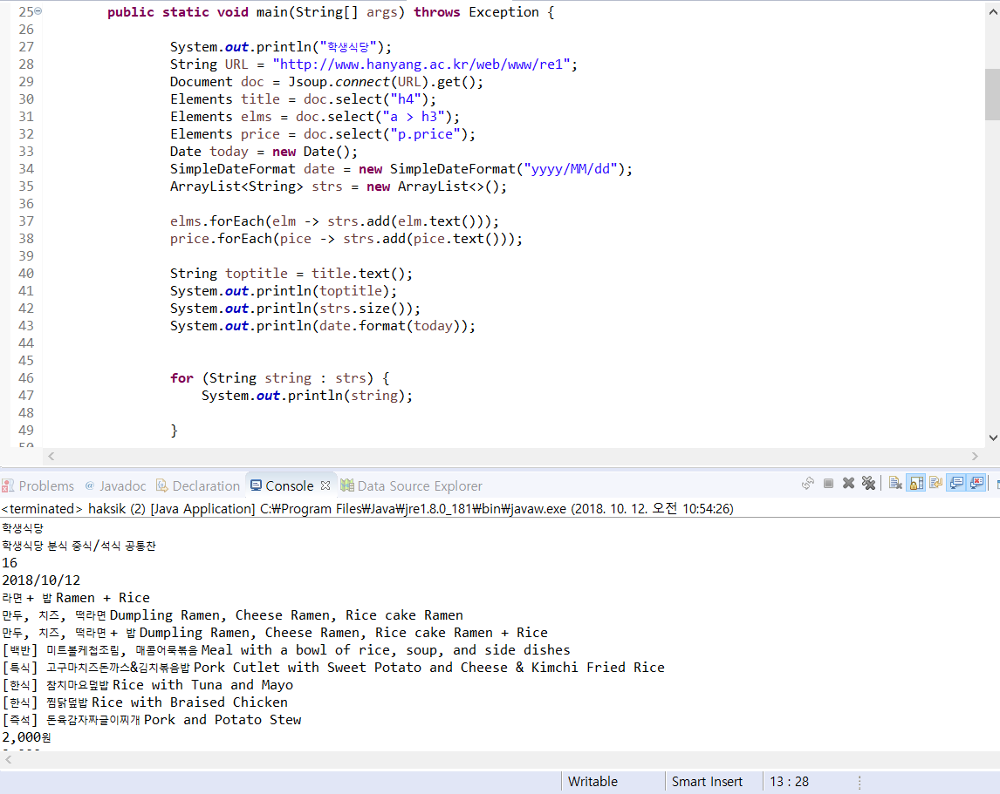 25 public static void main(String[] args) throws Exception {
26
27 System.out.println("학생식당");
28 String URL = "http://www.hanyang.ac.kr/web/www/re1";
29 Document doc = Jsoup.connect(URL).get();
30 Elements title = doc.select("h4");
31 Elements elms = doc.select("a > h3");
32 Elements price = doc.select("p.price");
33 Date today = new Date();
34 SimpleDateFormat date = new SimpleDateFormat("yyyy/MM/dd");
35 ArrayList<String> strs = new ArrayList<>();
36
37 elms.forEach(elm -> strs.add(elm.text()));
38 price.forEach(pice -> strs.add(pice.text()));
39
40 String toptitle = title.text();
41 System.out.println(toptitle);
42 System.out.println(strs.size());
43 System.out.println(date.format(today));
44
45
46 for (String string : strs) {
47 System.out.println(string);
48
49 }
Problems @ Javadoc Declaration Console Data Source Explorer
<terminated> haksik (2) [Java Application] C:₩Program Files₩Java₩jre1.8.0_181₩bin₩javaw.exe (2018. 10. 12. 오전 10:54:26)
학생식당
학생식당 분식 중식/석식 공통찬
16
2018/10/12
라면 + 밥 Ramen + Rice
만두, 치즈, 떡라면 Dumpling Ramen, Cheese Ramen, Rice cake Ramen
만두, 치즈, 떡라면 + 밥 Dumpling Ramen, Cheese Ramen, Rice cake Ramen + Rice
[백반] 미트볼케첩조림, 매콤어묵볶음 Meal with a bowl of rice, soup, and side dishes
[특식] 고구마치즈돈까스&김치볶음밥 Pork Cutlet with Sweet Potato and Cheese & Kimchi Fried Rice
[한식] 참치마요덮밥 Rice with Tuna and Mayo
[한식] 찜닭덮밥 Rice with Braised Chicken
[즉석] 돈육감자짜글이찌개 Pork and Potato Stew
2,000원
Writable Smart Insert 13 : 28